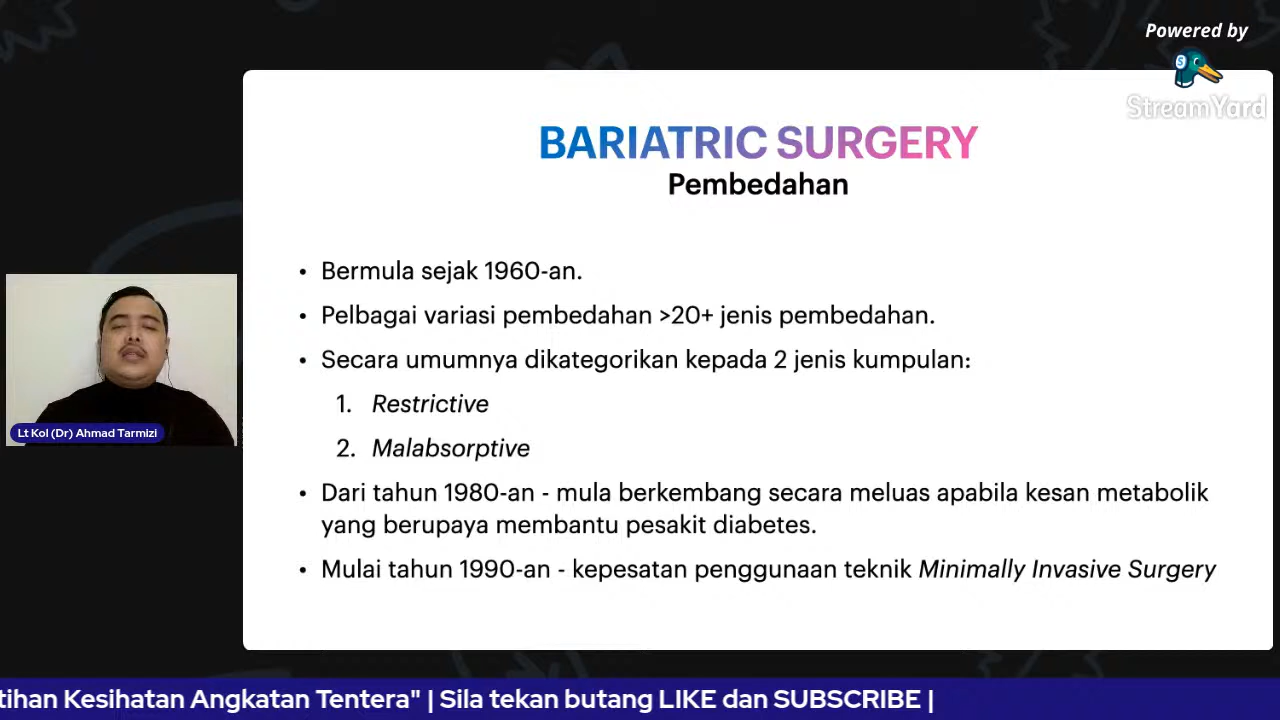 Powered by
StreamYard
BARIATRIC SURGERY
Pembedahan
• Bermula sejak 1960-an.
• Pelbagai variasi pembedahan >20+ jenis pembedahan.
• Secara umumnya dikategorikan kepada 2 jenis kumpulan:
1. Restrictive
2. Malabsorptive
• Dari tahun 1980-an - mula berkembang secara meluas apabila kesan metabolik
yang berupaya membantu pesakit diabetes.
• Mulai tahun 1990-an - kepesatan penggunaan teknik Minimally Invasive Surgery
Lt Kol (Dr) Ahmad Tarmizi
tihan Kesihatan Angkatan Tentera" | Sila tekan butang LIKE dan SUBSCRIBE |